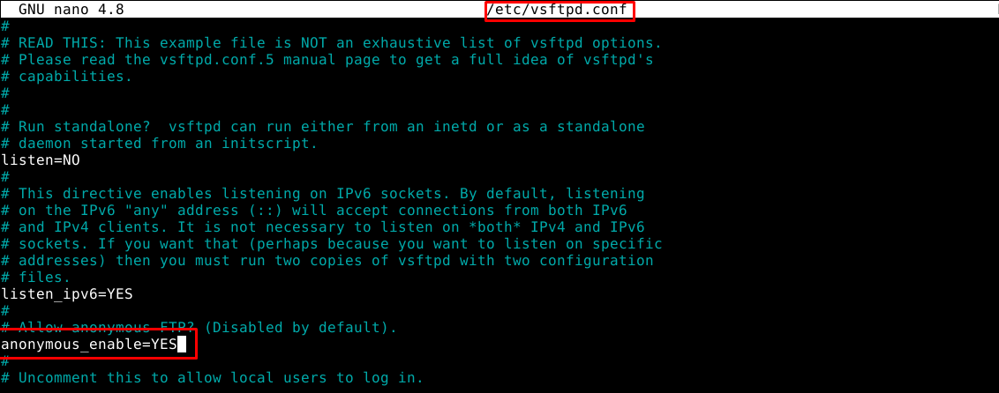 GNU nano 4.8 /etc/vsftpd.conf
#
# READ THIS: This example file is NOT an exhaustive list of vsftpd options.
# Please read the vsftpd.conf.5 manual page to get a full idea of vsftpd's
# capabilities.
#
#
# Run standalone?  vsftpd can run either from an inetd or as a standalone
# daemon started from an initscript.
listen=NO
#
# This directive enables listening on IPv6 sockets. By default, listening
# on the IPv6 "any" address (::) will accept connections from both IPv6
# and IPv4 clients. It is not necessary to listen on *both* IPv4 and IPv6
# sockets. If you want that (perhaps because you want to listen on specific
# addresses) then you must run two copies of vsftpd with two configuration
# files.
listen_ipv6=YES
#
# Allow anonymous FTP? (Disabled by default).
anonymous_enable=YES
#
# Uncomment this to allow local users to log in.